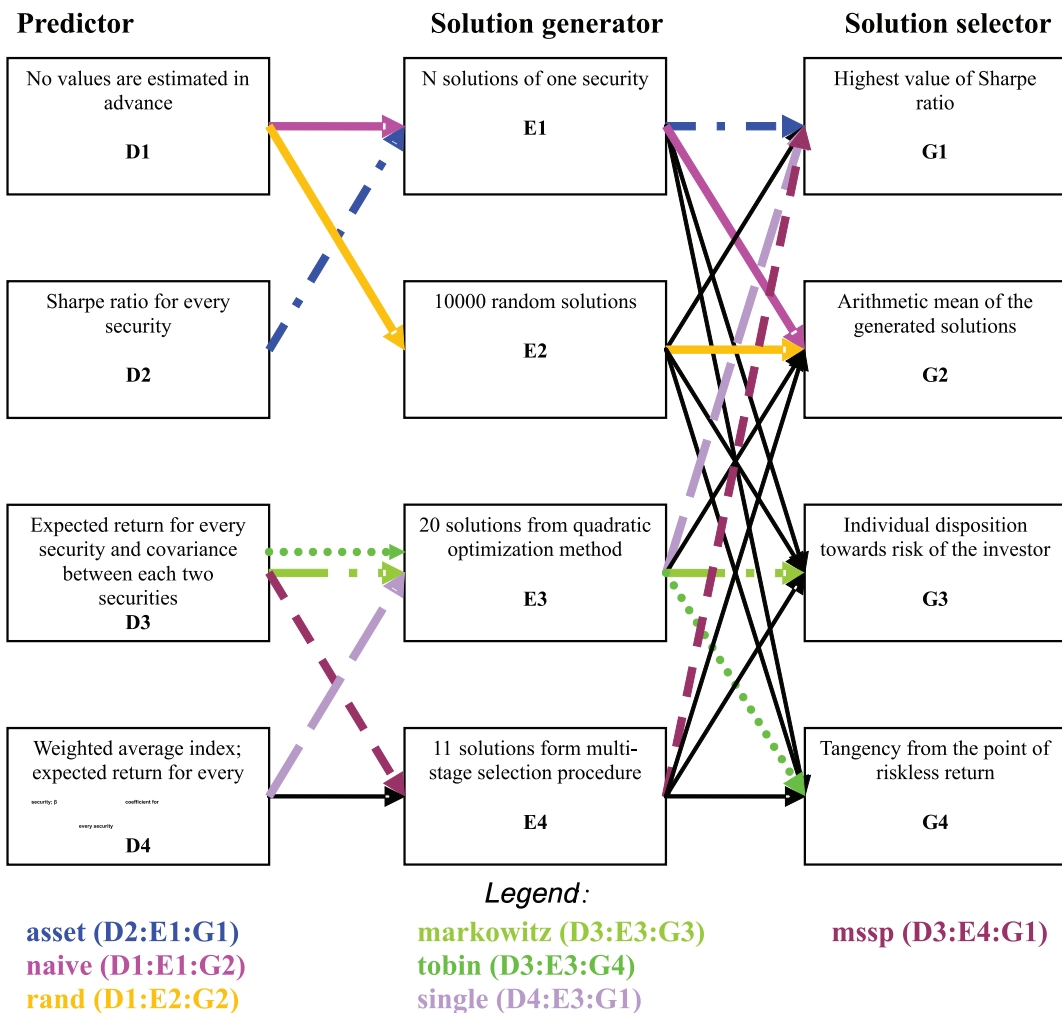 Predictor
Solution generator
Solution selector
No values are estimated in
advance
D1
N solutions of one security
E1
Highest value of Sharpe
ratio
G1
Sharpe ratio for every
security
D2
10000 random solutions
E2
Arithmetic mean of the
generated solutions
G2
Expected return for every
security and covariance
between each two
securities
D3
20 solutions from quadratic
optimization method
E3
Individual disposition
towards risk of the investor
G3
Weighted average index;
expected return for every
security; β coefficient for
every security
D4
11 solutions form multi-
stage selection procedure
E4
Tangency from the point of
riskless return
G4
Legend:
asset (D2:E1:G1)
naive (D1:E1:G2)
rand (D1:E2:G2)
markowitz (D3:E3:G3)
tobin (D3:E3:G4)
single (D4:E3:G1)
mssp (D3:E4:G1)